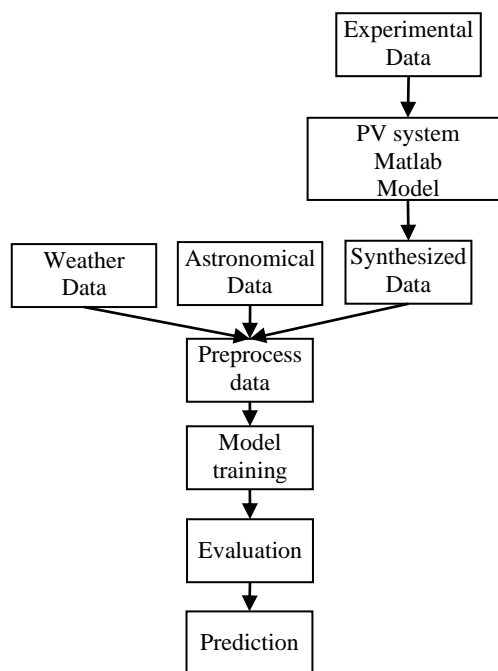 Experimental
Data
PV system
Matlab
Model
Weather
Data
Astronomical
Data
Synthesized
Data
Preprocess
data
Model
training
Evaluation
Prediction